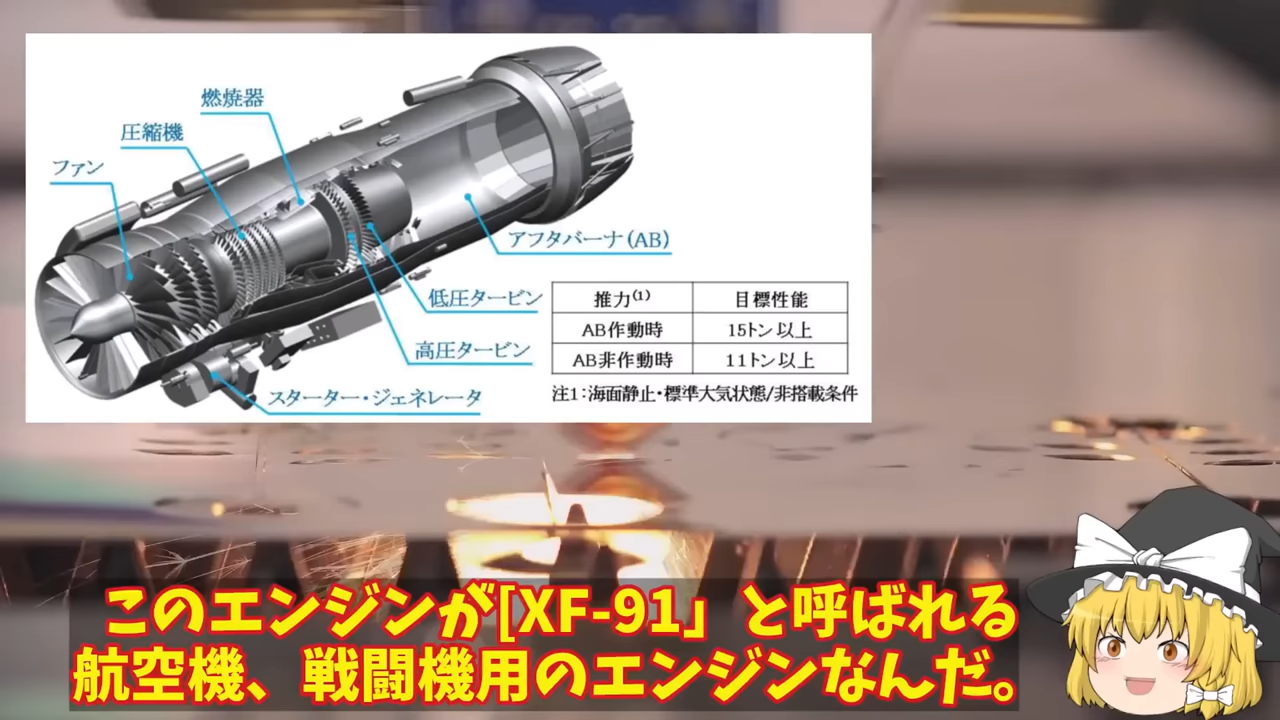 燃焼器
圧縮機
ファン
アフタバーナ(AB)
低圧タービン
高圧タービン
スターター・ジェネレータ
推力(1) 目標性能
AB作動時 15トン以上
AB非作動時 11トン以上
注1:海面静止・標準大気状態/非搭載条件
このエンジンが[XF-91」と呼ばれる
航空機、戦闘機用のエンジンなんだ。